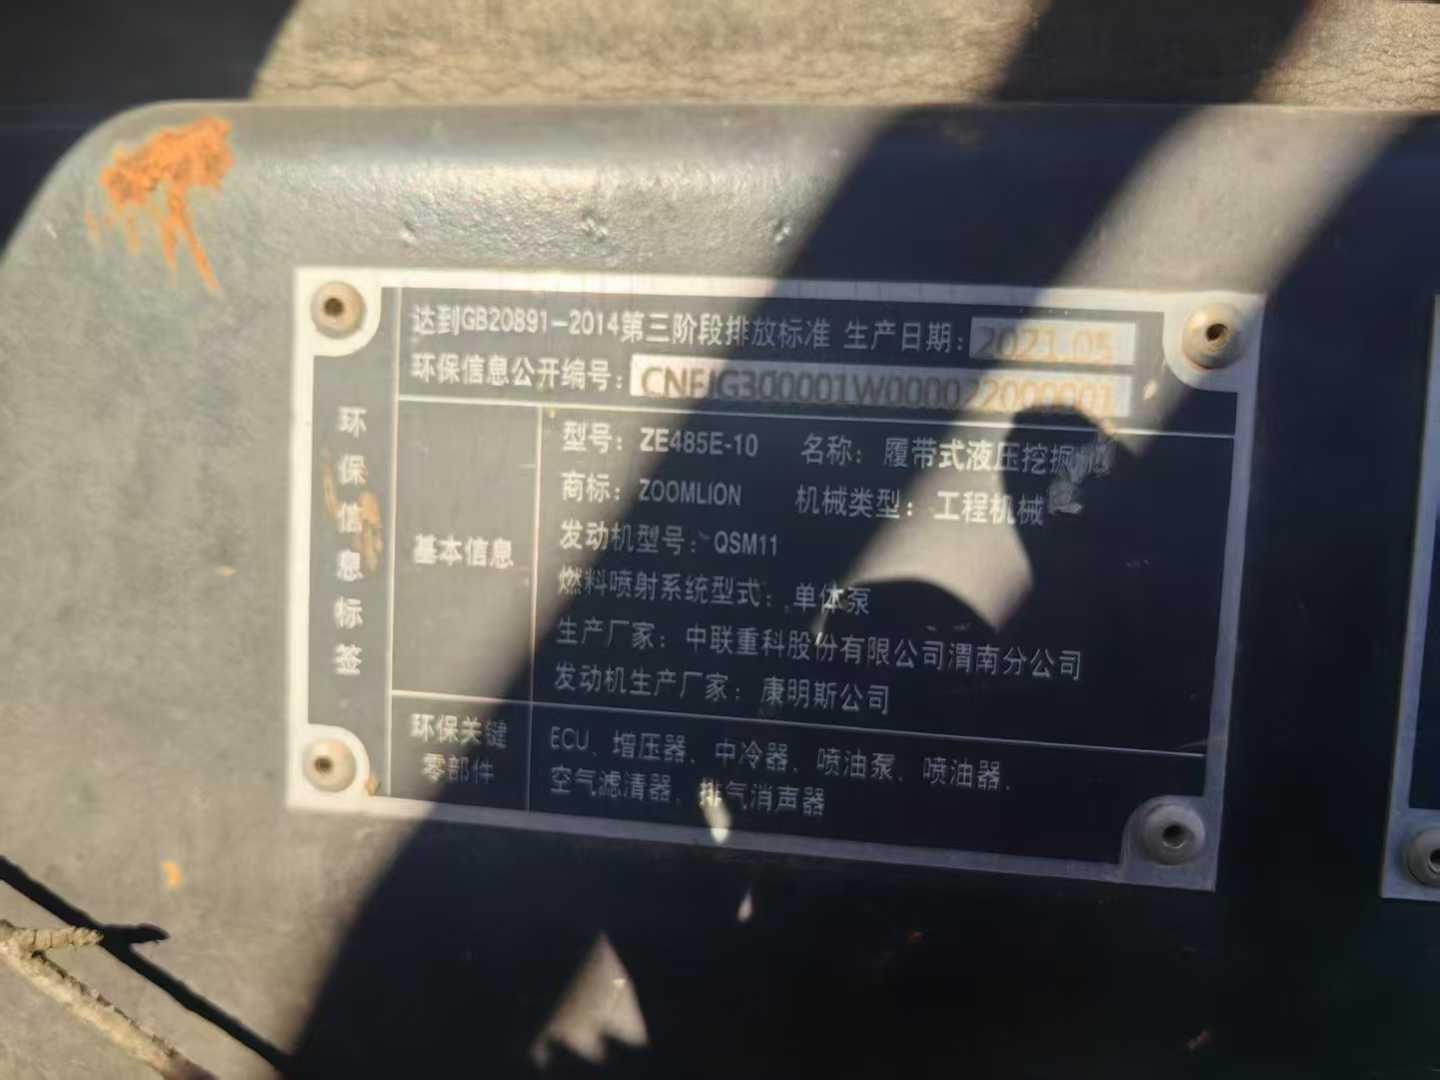 达到GB20891-2014第三阶段排放标准 生产日期: 2021.05
环保信息公开编号: CNFJG300001W000022000001
环保信息标签
基本信息
型号: ZE485E-10 名称: 履带式液压挖掘机
商标: ZOOMLION 机械类型: 工程机械
发动机型号: QSM11
燃料喷射系统型式: 单体泵
生产厂家: 中联重科股份有限公司渭南分公司
发动机生产厂家: 康明斯公司
环保关键
零部件
ECU、增压器、中冷器、喷油泵、喷油器、
空气滤清器、排气消声器